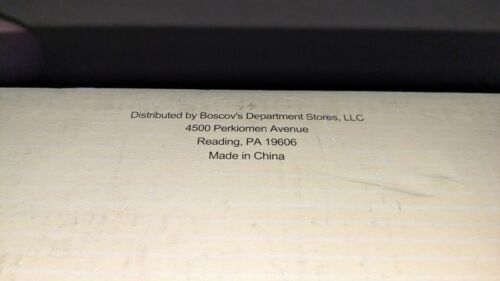 Distributed by Boscov's Department Stores, LLC
4500 Perkiomen Avenue
Reading, PA 19606
Made in China